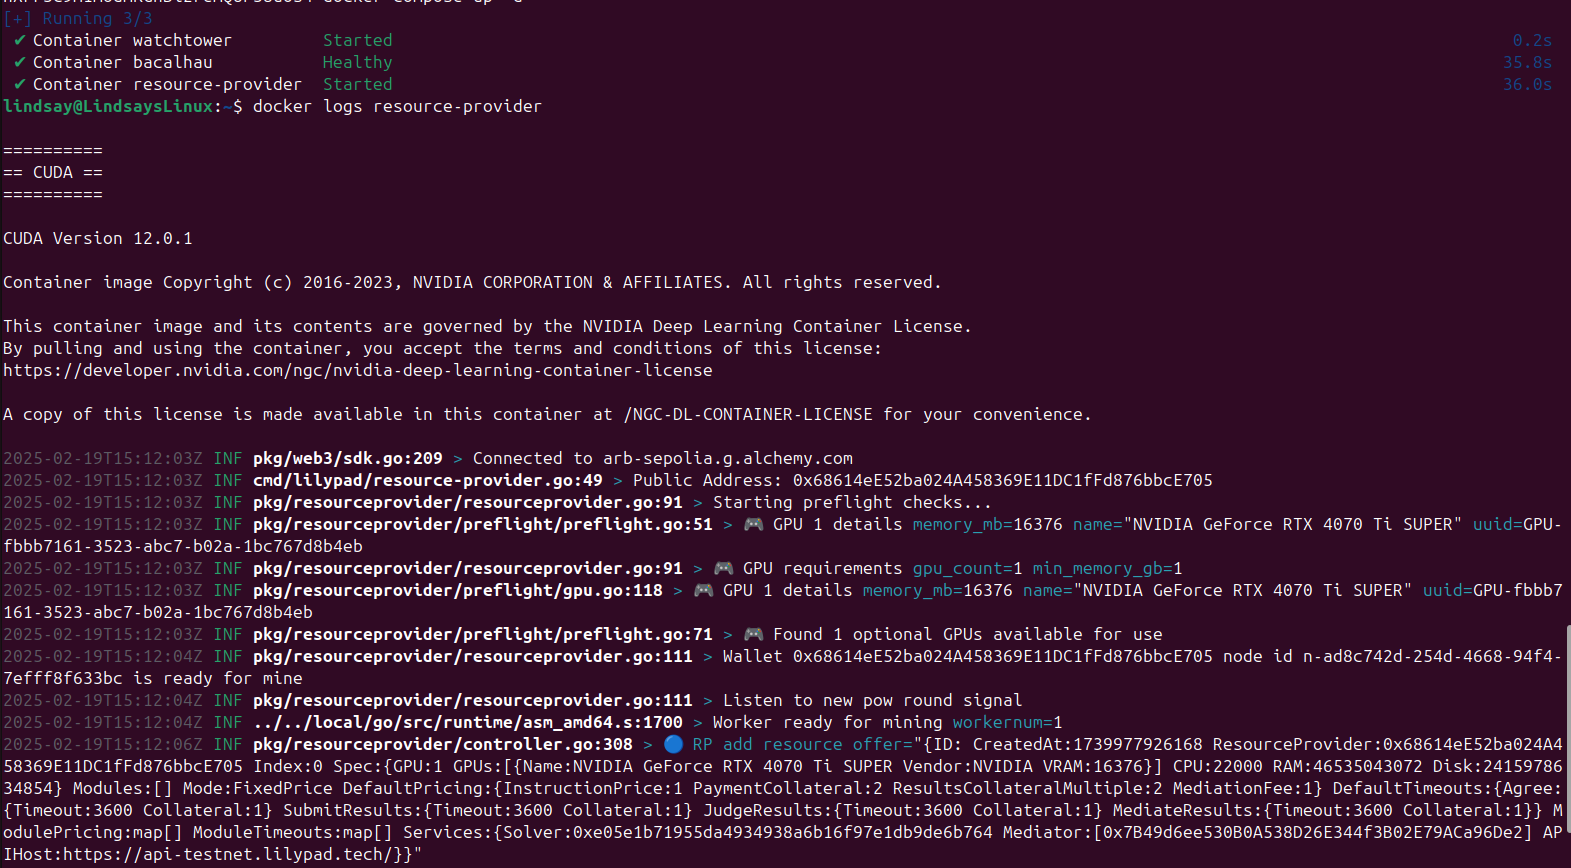 [+] Running 3/3
✔ Container watchtower Started 0.2s
✔ Container bacalhau Healthy 35.8s
✔ Container resource-provider Started 36.0s
lindsay@LindsaysLinux:~$ docker logs resource-provider
==========
== CUDA ==
==========
CUDA Version 12.0.1
Container image Copyright (c) 2016-2023, NVIDIA CORPORATION & AFFILIATES. All rights reserved.
This container image and its contents are governed by the NVIDIA Deep Learning Container License.
By pulling and using the container, you accept the terms and conditions of this license:
https://developer.nvidia.com/ngc/nvidia-deep-learning-container-license
A copy of this license is made available in this container at /NGC-DL-CONTAINER-LICENSE for your convenience.
2025-02-19T15:12:03Z INF pkg/web3/sdk.go:209 > Connected to arb-sepolia.g.alchemy.com
2025-02-19T15:12:03Z INF cmd/lilypad/resource-provider.go:49 > Public Address: 0x68614eE52ba024A458369E11DC1fFd876bbcE705
2025-02-19T15:12:03Z INF pkg/resourceprovider/resourceprovider.go:91 > Starting preflight checks...
2025-02-19T15:12:03Z INF pkg/resourceprovider/preflight/preflight.go:51 > 🎮 GPU 1 details memory_mb=16376 name="NVIDIA GeForce RTX 4070 Ti SUPER" uuid=GPU-
fbbb7161-3523-abc7-b02a-1bc767d8b4eb
2025-02-19T15:12:03Z INF pkg/resourceprovider/resourceprovider.go:91 > 🎮 GPU requirements gpu_count=1 min_memory_gb=1
2025-02-19T15:12:03Z INF pkg/resourceprovider/preflight/gpu.go:118 > 🎮 GPU 1 details memory_mb=16376 name="NVIDIA GeForce RTX 4070 Ti SUPER" uuid=GPU-fbbb7
161-3523-abc7-b02a-1bc767d8b4eb
2025-02-19T15:12:03Z INF pkg/resourceprovider/preflight/preflight.go:71 > 🎮 Found 1 optional GPUs available for use
2025-02-19T15:12:04Z INF pkg/resourceprovider/resourceprovider.go:111 > Wallet 0x68614eE52ba024A458369E11DC1fFd876bbcE705 node id n-ad8c742d-254d-4668-94f4-
7efff8f633bc is ready for mine
2025-02-19T15:12:04Z INF pkg/resourceprovider/resourceprovider.go:111 > Listen to new pow round signal
2025-02-19T15:12:04Z INF ../../local/go/src/runtime/asm_amd64.s:1700 > Worker ready for mining workernum=1
2025-02-19T15:12:06Z INF pkg/resourceprovider/controller.go:308 > 🔵 RP add resource offer="{ID: CreatedAt:1739977926168 ResourceProvider:0x68614eE52ba024A4
58369E11DC1fFd876bbcE705 Index:0 Spec:{GPU:1 GPUs:[{Name:NVIDIA GeForce RTX 4070 Ti SUPER Vendor:NVIDIA VRAM:16376}] CPU:22000 RAM:46535043072 Disk:24159786
34854} Modules:[] Mode:FixedPrice DefaultPricing:{InstructionPrice:1 PaymentCollateral:2 ResultsCollateralMultiple:2 MediationFee:1} DefaultTimeouts:{Agree:
{Timeout:3600 Collateral:1} SubmitResults:{Timeout:3600 Collateral:1} JudgeResults:{Timeout:3600 Collateral:1} MediateResults:{Timeout:3600 Collateral:1}} M
odulePricing:map[] ModuleTimeouts:map[] Services:{Solver:0xe05e1b71955da4934938a6b16f97e1db9de6b764 Mediator:[0x7B49d6ee530B0A538D26E344f3B02E79ACa96De2] AP
IHost:https://api-testnet.lilypad.tech/}}"